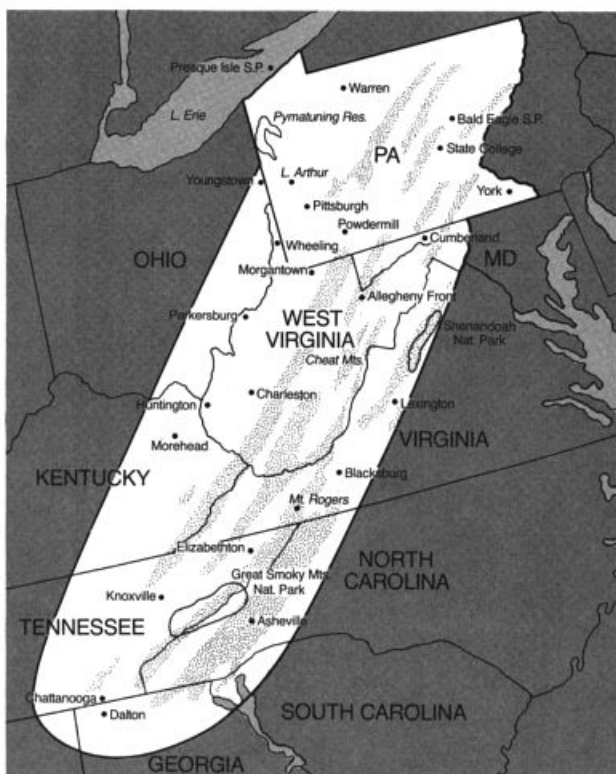 Presque Isle S.P.
Warren
L. Erie
Pymatuning Res.
Bald Eagle S.P.
PA
State College
L. Arthur
Youngstown
York
Pittsburgh
Powdermill
Cumberland
Wheeling
OHIO
MD
Morgantown
Allegheny Front
Parkersburg
WEST
VIRGINIA
Shenandoah
Nat. Park
Cheat Mts.
Charleston
Huntington
Lexington
Morehead
VIRGINIA
KENTUCKY
Blacksburg
Mt. Rogers
Elizabethton
NORTH
CAROLINA
Great Smoky Mts.
Nat. Park
Knoxville
TENNESSEE
Asheville
Chattanooga
Dalton
SOUTH CAROLINA
GEORGIA